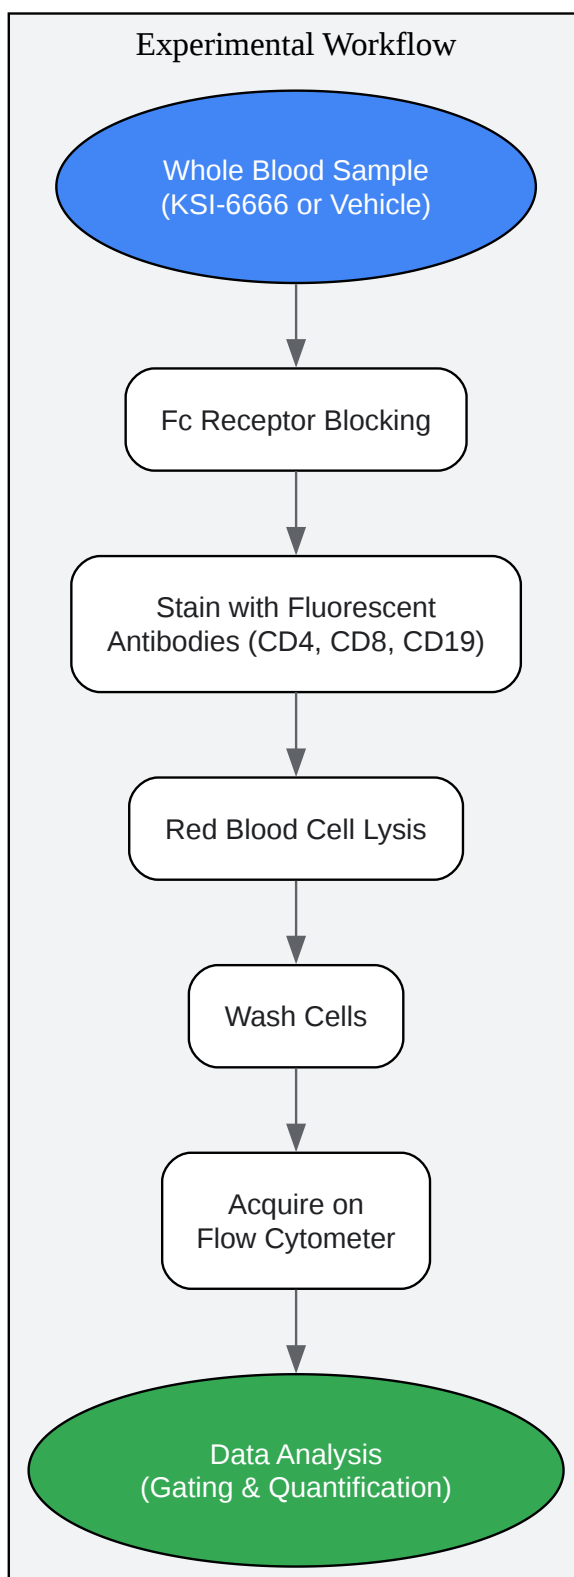 Experimental Workflow
Whole Blood Sample
(KSI-6666 or Vehicle)
Fc Receptor Blocking
Stain with Fluorescent
Antibodies (CD4, CD8, CD19)
Red Blood Cell Lysis
Wash Cells
Acquire on
Flow Cytometer
Data Analysis
(Gating & Quantification)